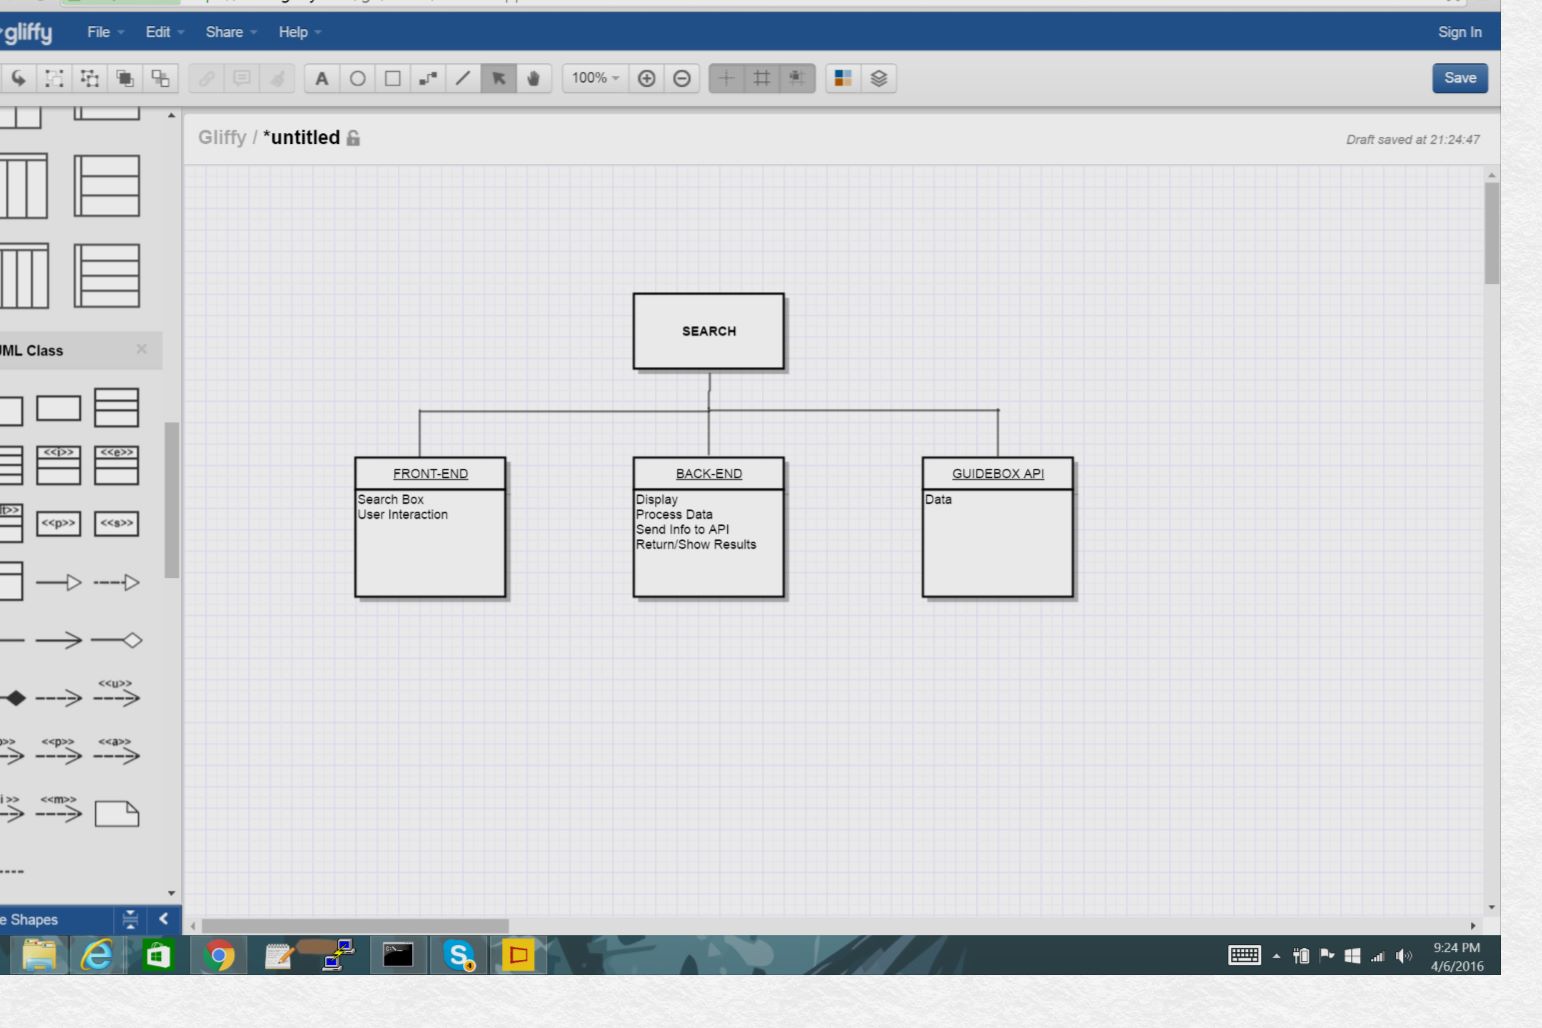 gliffy File Edit Share Help Sign In
A 100% Save
Gliffy / *untitled
Draft saved at 21:24:47
SEARCH
FRONT-END
Search Box
User Interaction
BACK-END
Display
Process Data
Send Info to API
Return/Show Results
GUIDEBOX API
Data
ML Class
<<i>> <<e>>
<<p>> <<s>>
<<u>>
<<p>> <<a>>
<<m>>
e Shapes
9:24 PM
4/6/2016